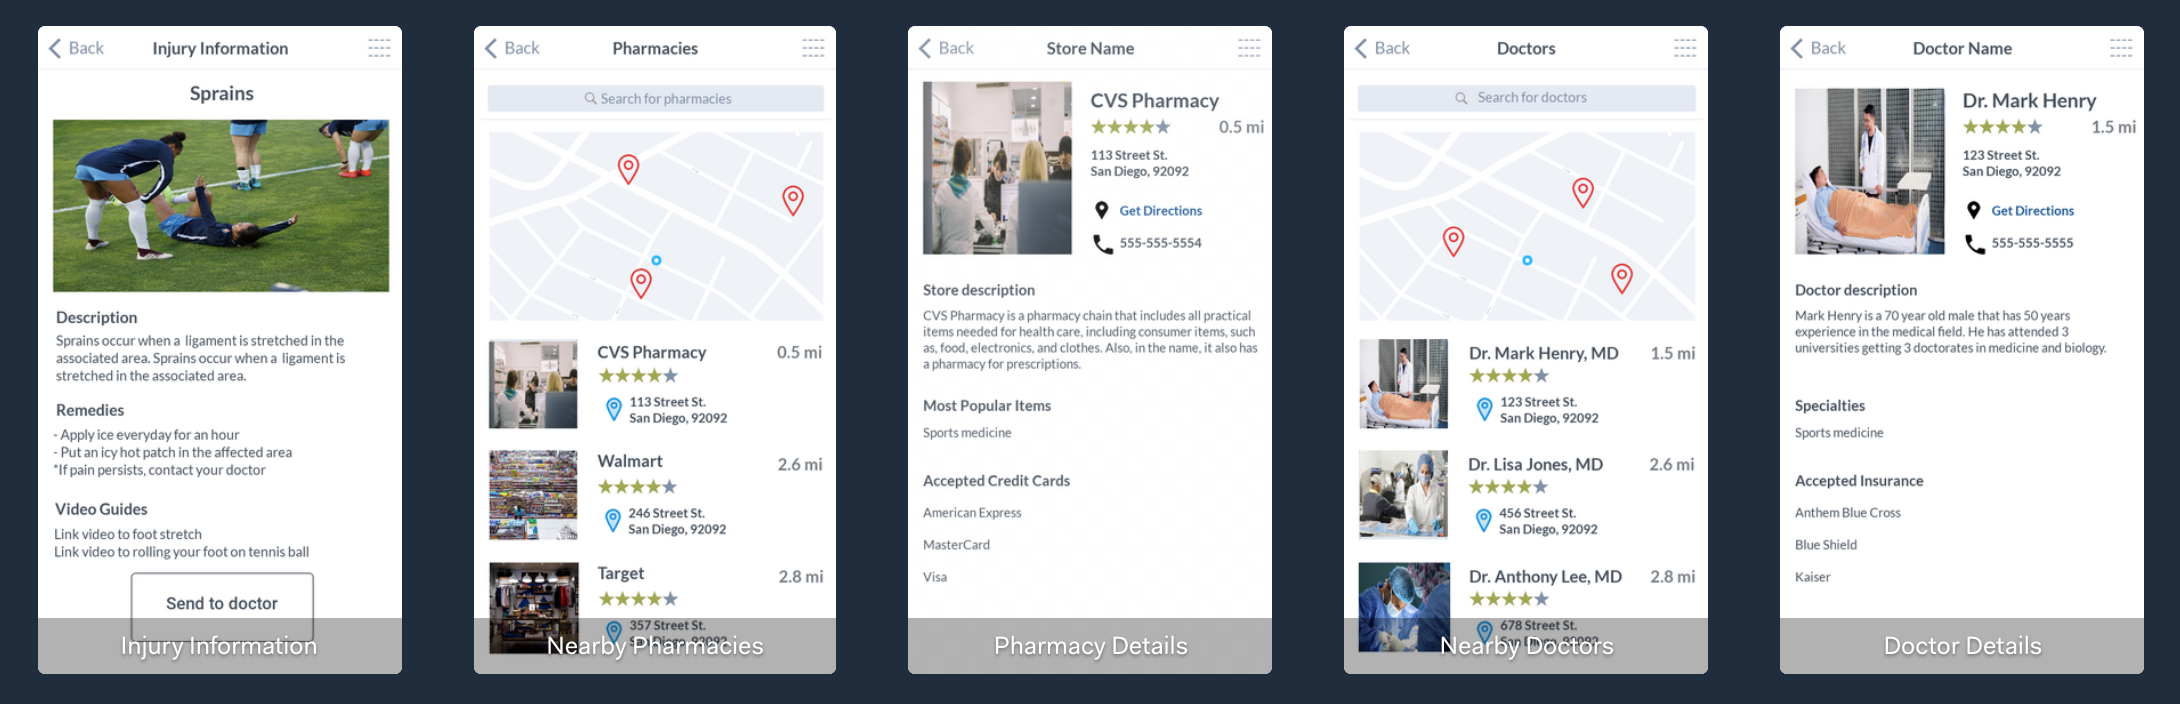 Back
Injury Information
Sprains
Description
Sprains occur when a ligament is stretched in the
associated area. Sprains occur when a ligament is
stretched in the associated area.
Remedies
- Apply ice everyday for an hour
- Put an icy hot patch in the affected area
*If pain persists, contact your doctor
Video Guides
Link video to foot stretch
Link video to rolling your foot on tennis ball
Send to doctor
Injury Information
Back
Pharmacies
Search for pharmacies
CVS Pharmacy
0.5 mi
113 Street St.
San Diego, 92092
Walmart
2.6 mi
246 Street St.
San Diego, 92092
Target
2.8 mi
357 Street St.
San Diego, 92092
Nearby Pharmacies
Back
Store Name
CVS Pharmacy
0.5 mi
113 Street St.
San Diego, 92092
Get Directions
555-555-5554
Store description
CVS Pharmacy is a pharmacy chain that includes all practical
items needed for health care, including consumer items, such
as, food, electronics, and clothes. Also, in the name, it also has
a pharmacy for prescriptions.
Most Popular Items
Sports medicine
Accepted Credit Cards
American Express
MasterCard
Visa
Pharmacy Details
Back
Doctors
Search for doctors
Dr. Mark Henry, MD
1.5 mi
123 Street St.
San Diego, 92092
Dr. Lisa Jones, MD
2.6 mi
456 Street St.
San Diego, 92092
Dr. Anthony Lee, MD
2.8 mi
678 Street St.
San Diego, 92092
Nearby Doctors
Back
Doctor Name
Dr. Mark Henry
1.5 mi
123 Street St.
San Diego, 92092
Get Directions
555-555-5555
Doctor description
Mark Henry is a 70 year old male that has 50 years
experience in the medical field. He has attended 3
universities getting 3 doctorates in medicine and biology.
Specialties
Sports medicine
Accepted Insurance
Anthem Blue Cross
Blue Shield
Kaiser
Doctor Details